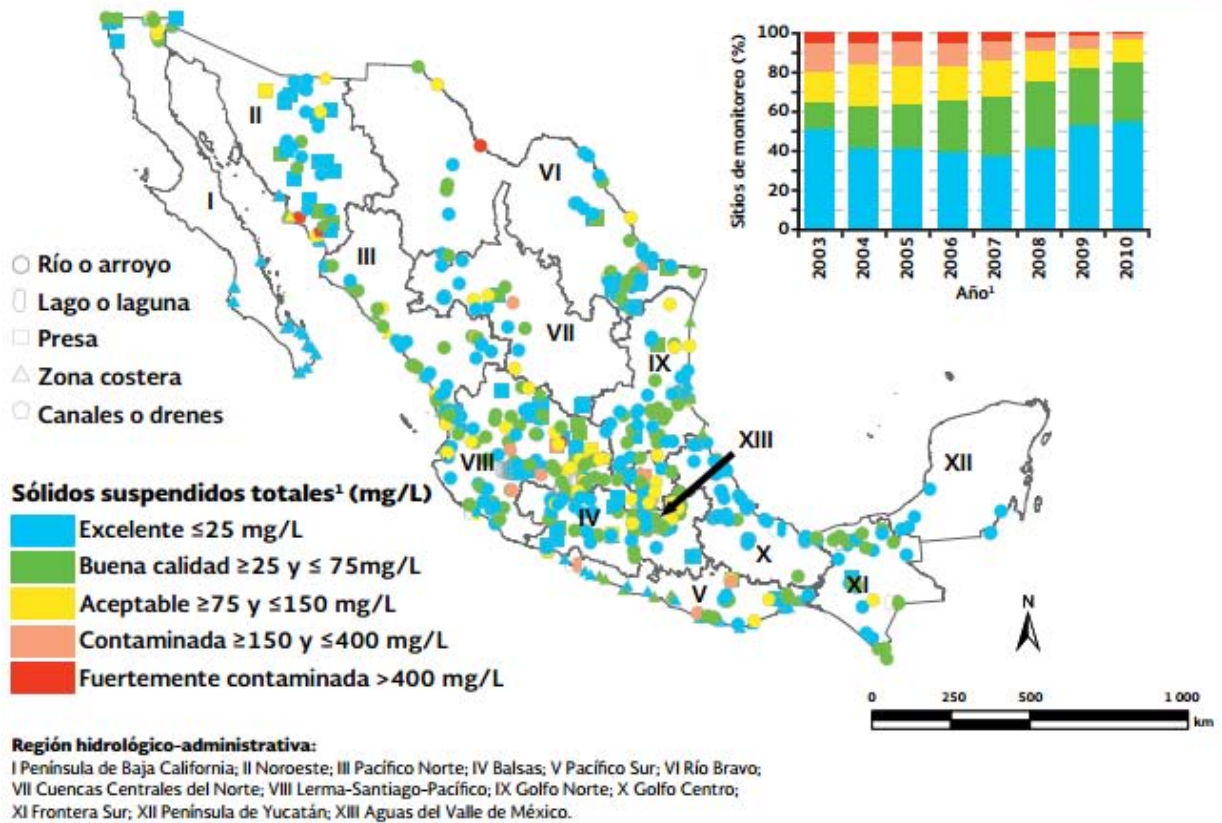 100
80
60
40
20
0
Sitios de monitoreo (%)
2003
2004
2005
2006
2007
2008
2009
2010
Año¹
I
II
III
VI
VII
IX
VIII
IV
XIII
X
V
XI
XII
Río o arroyo
Lago o laguna
Presa
Zona costera
Canales o drenes
Sólidos suspendidos totales¹ (mg/L)
Excelente ≤25 mg/L
Buena calidad ≥25 y ≤ 75mg/L
Aceptable ≥75 y ≤150 mg/L
Contaminada ≥150 y ≤400 mg/L
Fuertemente contaminada >400 mg/L
N
0 250 500 1 000
km
Región hidrológico-administrativa:
I Península de Baja California; II Noroeste; III Pacífico Norte; IV Balsas; V Pacífico Sur; VI Río Bravo;
VII Cuencas Centrales del Norte; VIII Lerma-Santiago-Pacífico; IX Golfo Norte; X Golfo Centro;
XI Frontera Sur; XII Península de Yucatán; XIII Aguas del Valle de México.